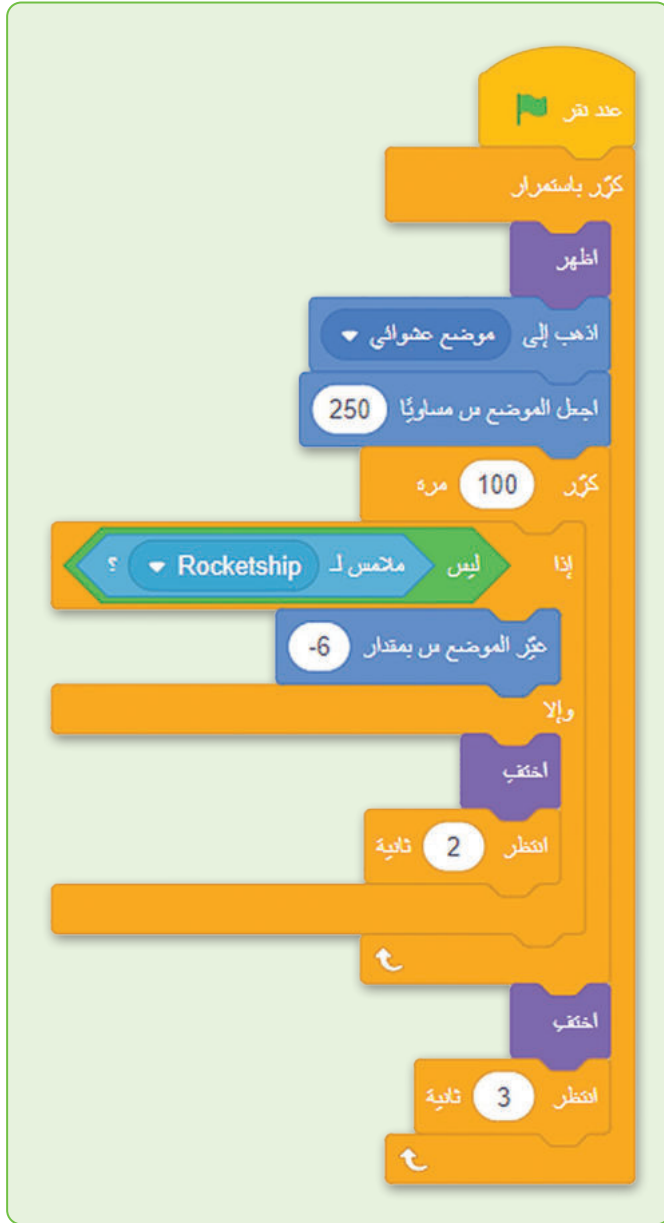 عند نقر
كرّر باستمرار
اظهر
اذهب إلى موضع عشوائي
اجعل الموضع س مساويًا 250
كرّر 100 مرة
إذا ليس ملامس لـ Rocketship ؟
غيّر الموضع س بمقدار -6
وإلا
اختفِ
انتظر 2 ثانية
اختفِ
انتظر 3 ثانية